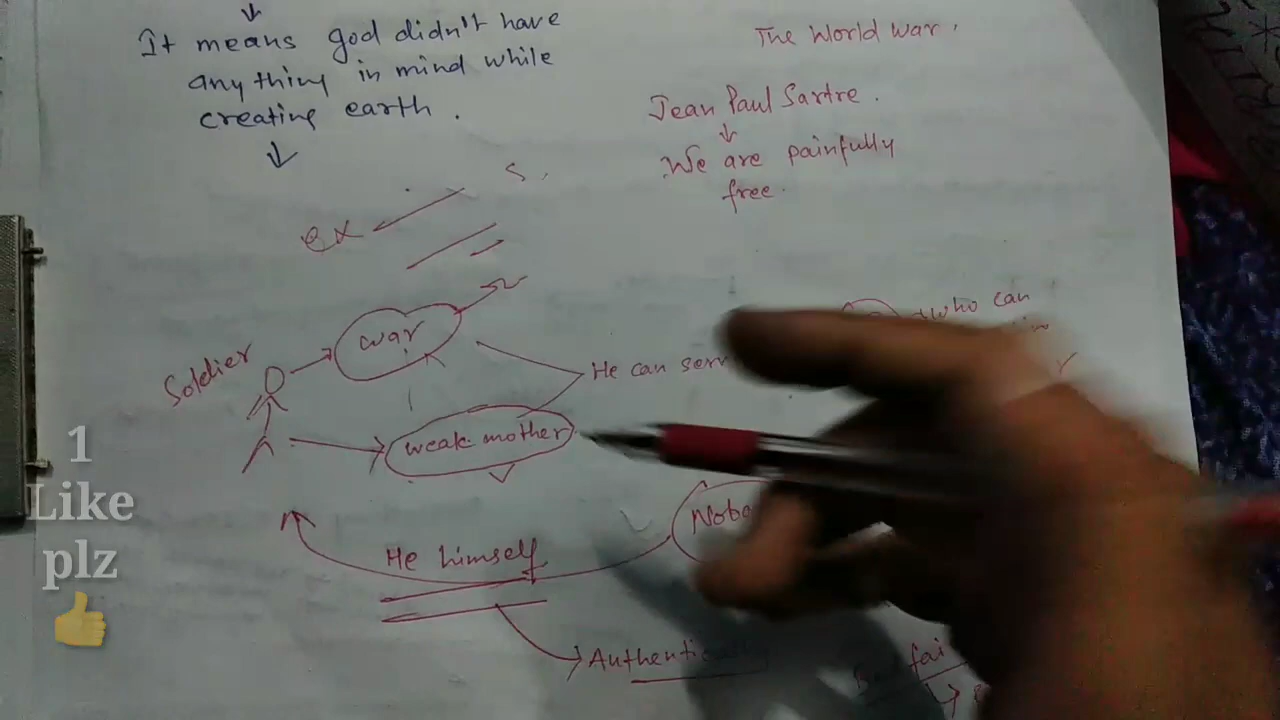 It means god didn't have
any thing in mind while
creating earth.
The World war.
Jean Paul Sartre.
We are painfully
free.
ex
S.
Soldier
war
who can
He can
weak mother
He himself
1
Like
plz